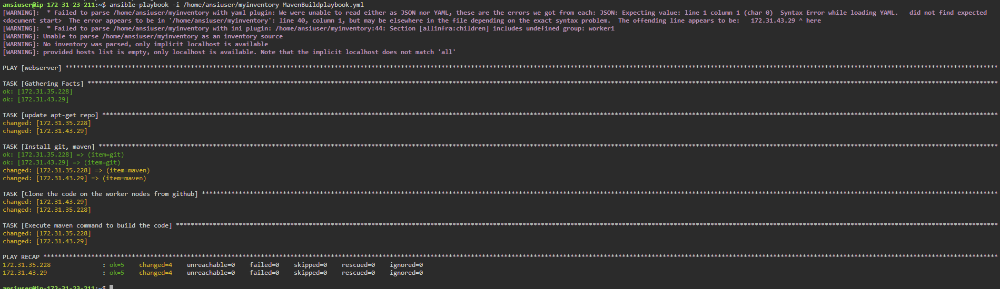 ansiuser@ip-172-31-23-211:~$ ansible-playbook -i /home/ansiuser/myinventory MavenBuildplaybook.yml
[WARNING]:  * Failed to parse /home/ansiuser/myinventory with yaml plugin: We were unable to read either as JSON nor YAML, these are the errors we got from each: JSON: Expecting value: line 1 column 1 (char 0)  Syntax Error while loading YAML.   did not find expected
<document start>  The error appears to be in '/home/ansiuser/myinventory': line 40, column 1, but may be elsewhere in the file depending on the exact syntax problem.  The offending line appears to be:   172.31.43.29 ^ here
[WARNING]:  * Failed to parse /home/ansiuser/myinventory with ini plugin: /home/ansiuser/myinventory:44: Section [allinfra:children] includes undefined group: worker1
[WARNING]: Unable to parse /home/ansiuser/myinventory as an inventory source
[WARNING]: No inventory was parsed, only implicit localhost is available
[WARNING]: provided hosts list is empty, only localhost is available. Note that the implicit localhost does not match 'all'
PLAY [webserver] ****************************************************************
TASK [Gathering Facts] ****************************************************************
ok: [172.31.35.228]
ok: [172.31.43.29]
TASK [update apt-get repo] ****************************************************************
changed: [172.31.35.228]
changed: [172.31.43.29]
TASK [Install git, maven] ****************************************************************
ok: [172.31.35.228] => (item=git)
ok: [172.31.43.29] => (item=git)
changed: [172.31.35.228] => (item=maven)
changed: [172.31.43.29] => (item=maven)
TASK [Clone the code on the worker nodes from github] ****************************************************************
changed: [172.31.43.29]
changed: [172.31.35.228]
TASK [Execute maven command to build the code] ****************************************************************
changed: [172.31.35.228]
changed: [172.31.43.29]
PLAY RECAP ****************************************************************
172.31.35.228              : ok=5    changed=4    unreachable=0    failed=0    skipped=0    rescued=0    ignored=0
172.31.43.29               : ok=5    changed=4    unreachable=0    failed=0    skipped=0    rescued=0    ignored=0
ansiuser@ip-172-31-23-211:~$